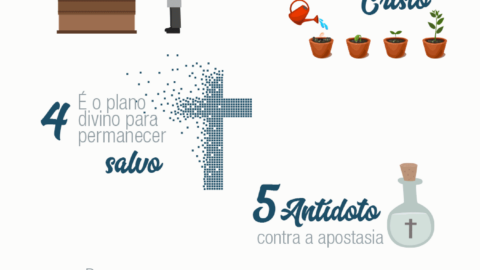 Cristo
4
É o plano
divino para
permanecer
salvo
5 Antídoto
contra a apostasia